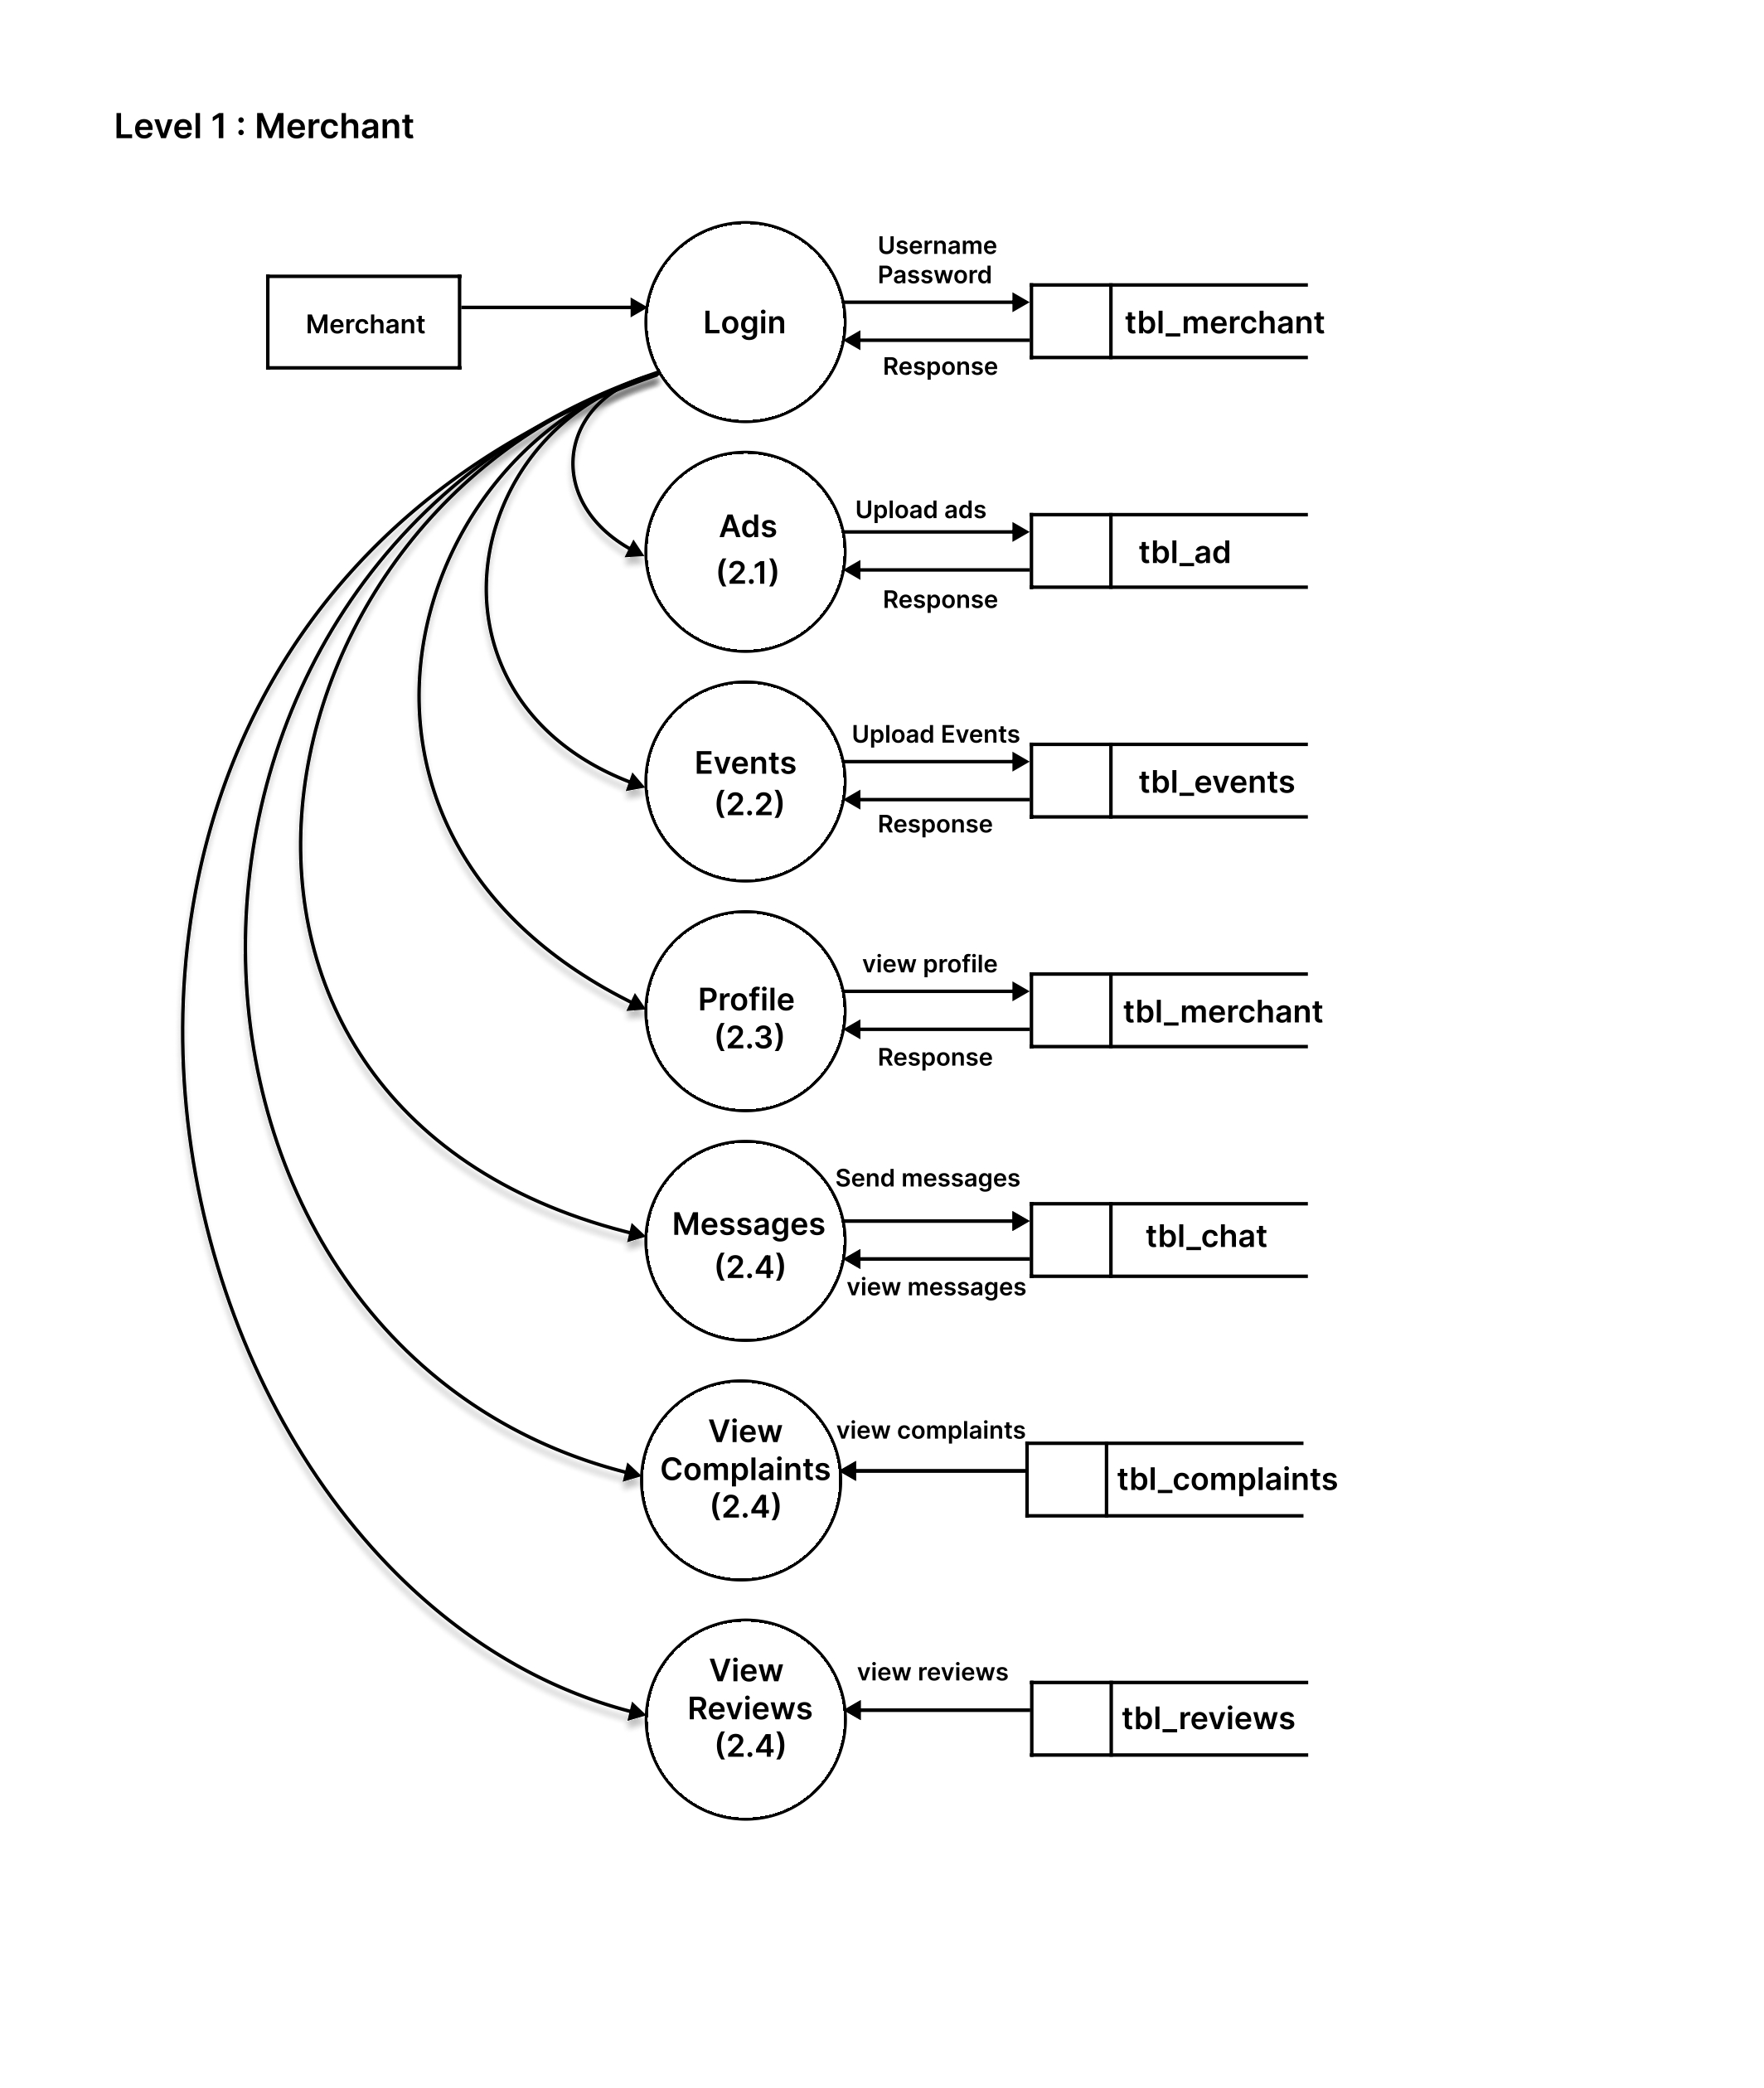 Level 1 : Merchant
Merchant
Login
Username
Password
Response
tbl_merchant
Ads
(2.1)
Upload ads
Response
tbl_ad
Events
(2.2)
Upload Events
Response
tbl_events
Profile
(2.3)
view profile
Response
tbl_merchant
Messages
(2.4)
Send messages
view messages
tbl_chat
View
Complaints
(2.4)
view complaints
tbl_complaints
View
Reviews
(2.4)
view reviews
tbl_reviews